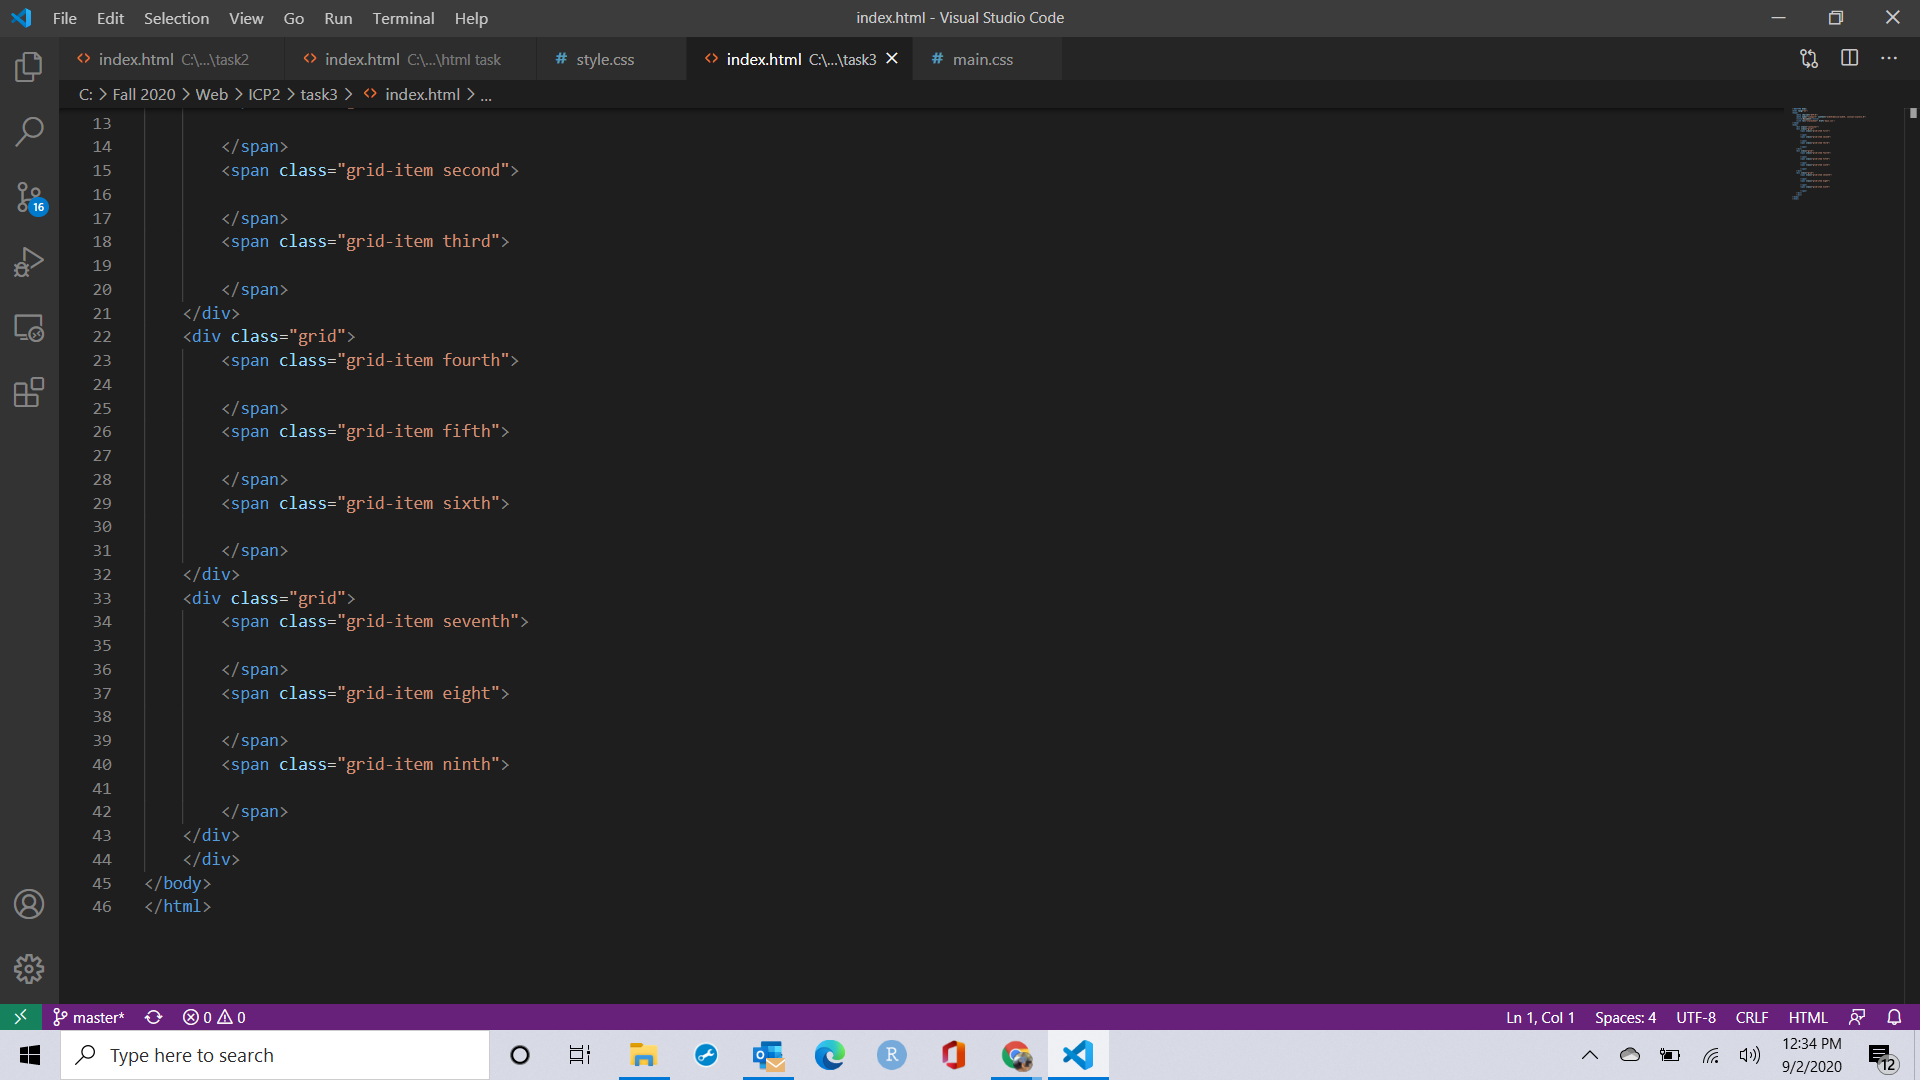 File Edit Selection View Go Run Terminal Help
index.html - Visual Studio Code
index.html C:\...\task2
index.html C:\...\html task
# style.css
index.html C:\...\task3
# main.css
C: > Fall 2020 > Web > ICP2 > task3 > index.html > ...
13
14 </span>
15 <span class="grid-item second">
16
17 </span>
18 <span class="grid-item third">
19
20 </span>
21 </div>
22 <div class="grid">
23 <span class="grid-item fourth">
24
25 </span>
26 <span class="grid-item fifth">
27
28 </span>
29 <span class="grid-item sixth">
30
31 </span>
32 </div>
33 <div class="grid">
34 <span class="grid-item seventh">
35
36 </span>
37 <span class="grid-item eight">
38
39 </span>
40 <span class="grid-item ninth">
41
42 </span>
43 </div>
44 </div>
45 </body>
46 </html>
16
master* 0 0
Ln 1, Col 1 Spaces: 4 UTF-8 CRLF HTML
Type here to search
R
12:34 PM
9/2/2020
12